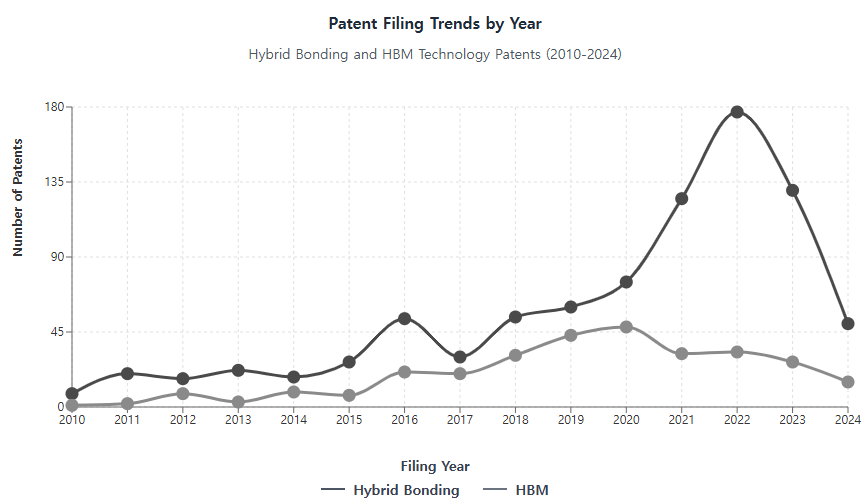 Patent Filing Trends by Year
Hybrid Bonding and HBM Technology Patents (2010-2024)
Number of Patents
180
135
90
45
0
2010 2011 2012 2013 2014 2015 2016 2017 2018 2019 2020 2021 2022 2023 2024
Filing Year
Hybrid Bonding HBM